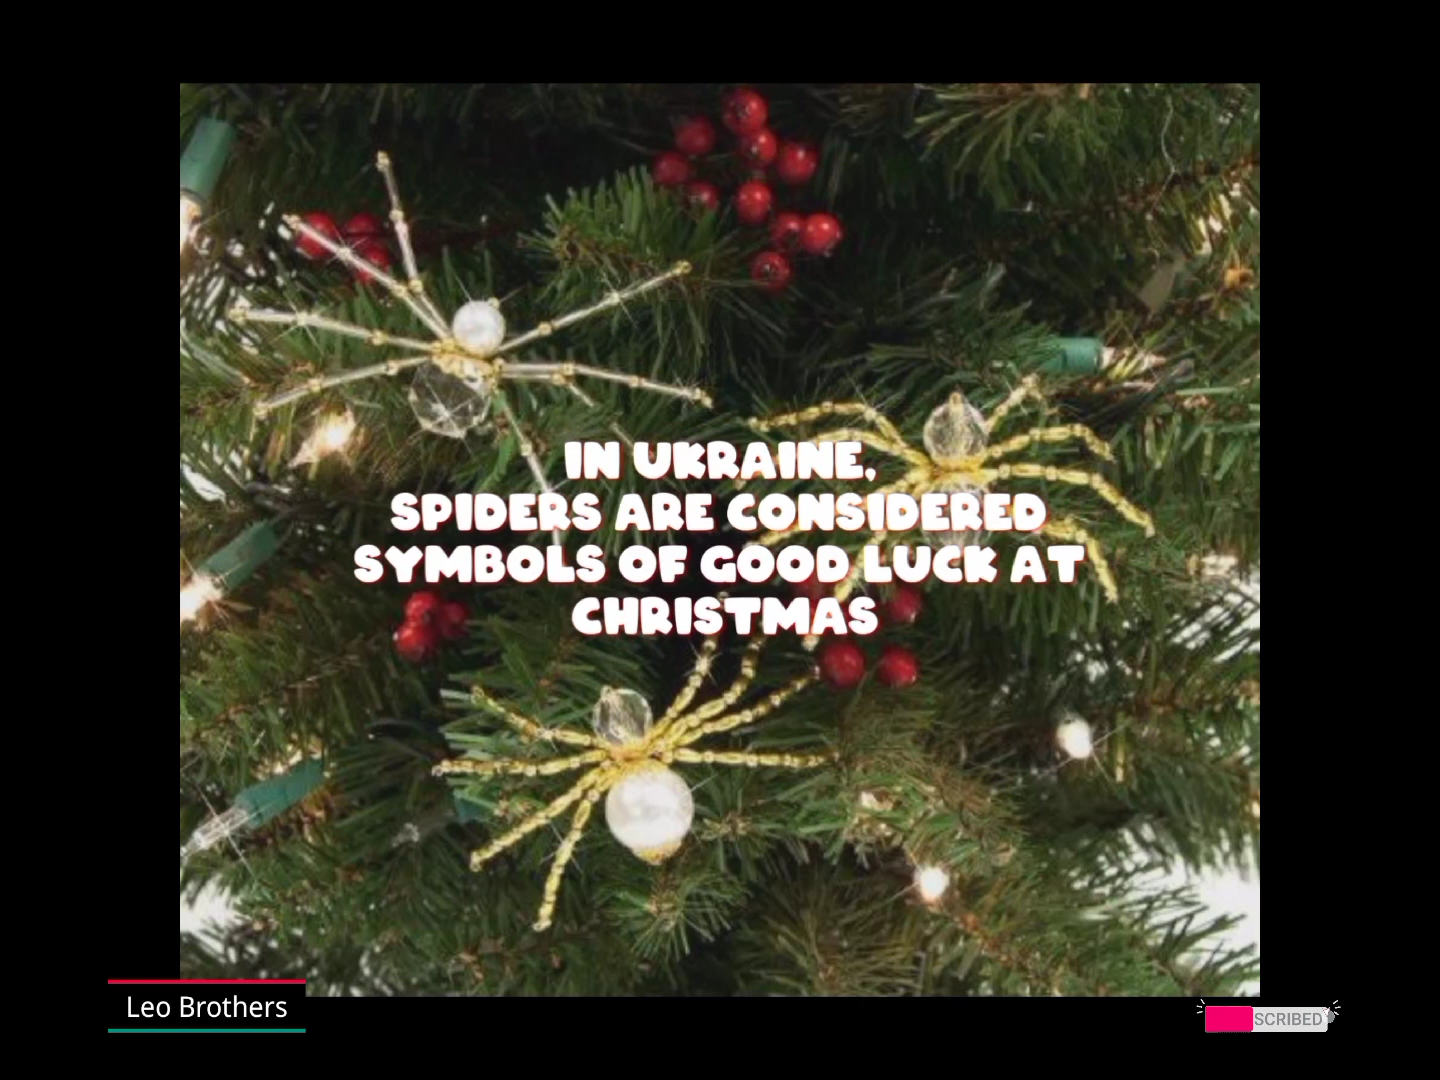 IN UKRAINE,
SPIDERS ARE CONSIDERED
SYMBOLS OF GOOD LUCK AT
CHRISTMAS
Leo Brothers
SCRIBED